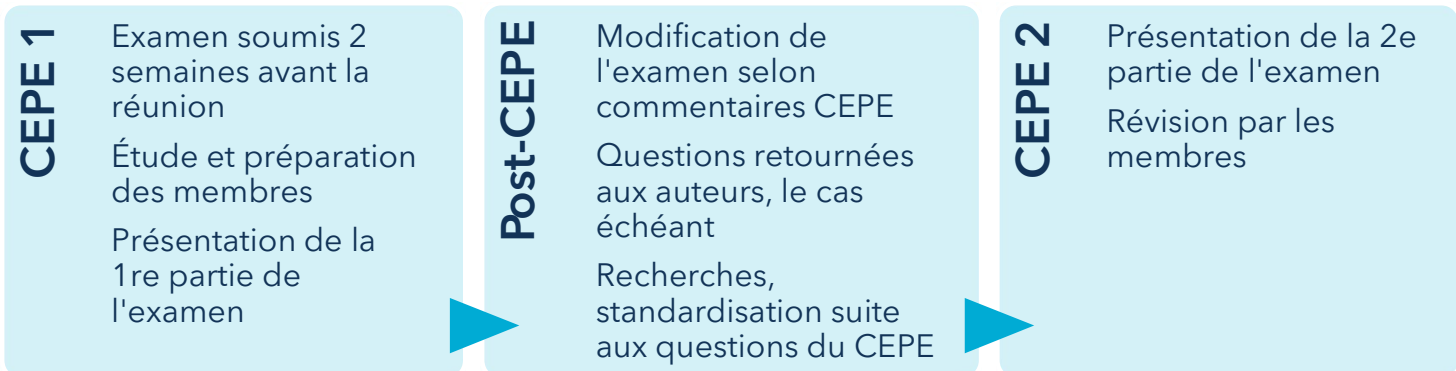 CEPE 1
Examen soumis 2
semaines avant la
réunion
Étude et préparation
des membres
Présentation de la
1re partie de
l'examen
Post-CEPE
Modification de
l'examen selon
commentaires CEPE
Questions retournées
aux auteurs, le cas
échéant
Recherches,
standardisation suite
aux questions du CEPE
CEPE 2
Présentation de la 2e
partie de l'examen
Révision par les
membres